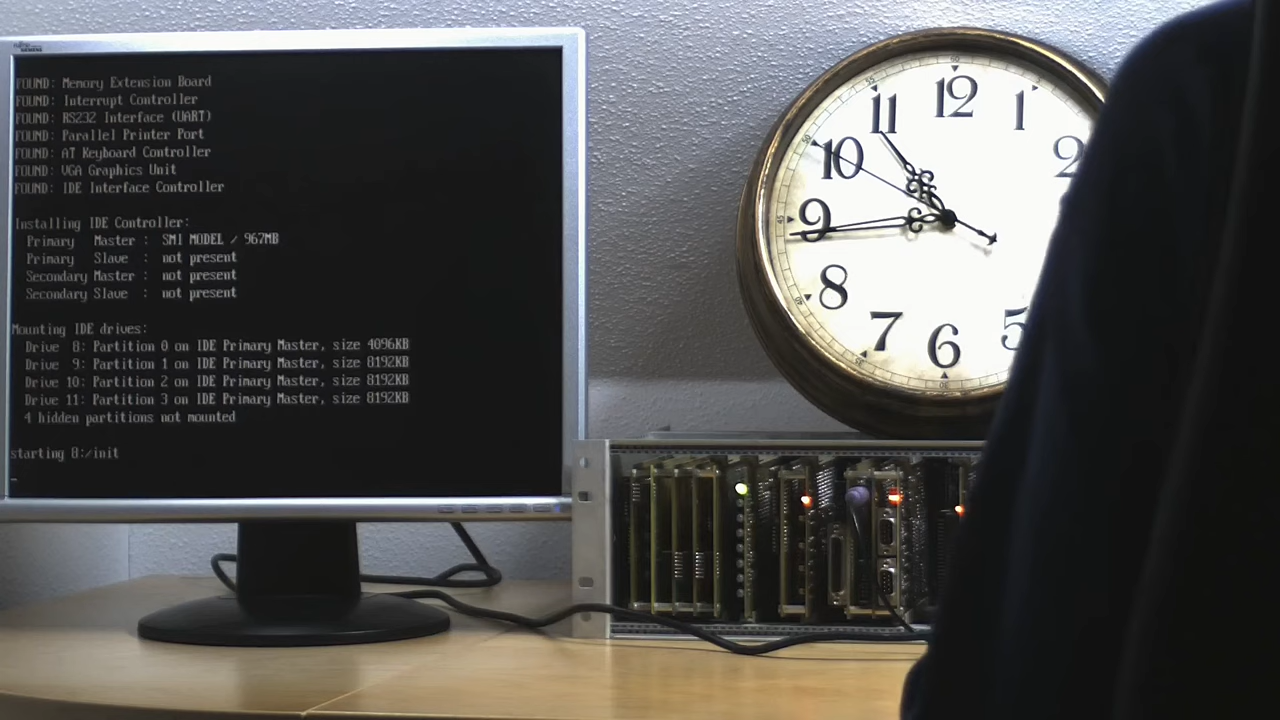 FUJITSU
SIEMENS
FOUND: Memory Extension Board
FOUND: Interrupt Controller
FOUND: RS232 Interface (UART)
FOUND: Parallel Printer Port
FOUND: AT Keyboard Controller
FOUND: VGA Graphics Unit
FOUND: IDE Interface Controller
Installing IDE Controller:
Primary Master : SMI MODEL / 967MB
Primary Slave : not present
Secondary Master : not present
Secondary Slave : not present
Mounting IDE drives:
Drive 8: Partition 0 on IDE Primary Master, size 4096KB
Drive 9: Partition 1 on IDE Primary Master, size 8192KB
Drive 10: Partition 2 on IDE Primary Master, size 8192KB
Drive 11: Partition 3 on IDE Primary Master, size 8192KB
4 hidden partitions not mounted
starting 8:/init
12
1
2
5
6
7
8
9
10
11